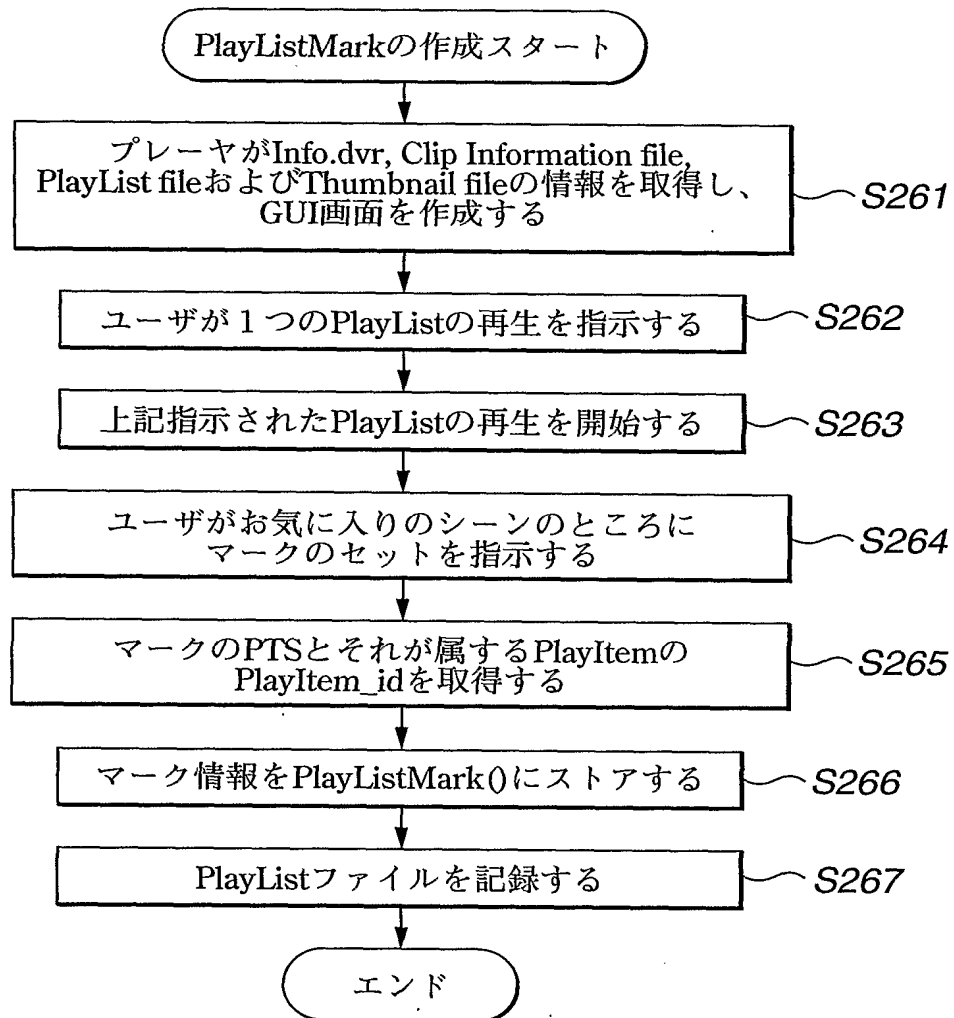 PlayListMarkの作成スタート
プレーヤがInfo.dvr, Clip Information file,
PlayList fileおよびThumbnail fileの情報を取得し、
GUI画面を作成する
S261
ユーザが1つのPlayListの再生を指示する
S262
上記指示されたPlayListの再生を開始する
S263
ユーザがお気に入りのシーンのところに
マークのセットを指示する
S264
マークのPTSとそれが属するPlayItemの
PlayItem_idを取得する
S265
マーク情報をPlayListMark()にストアする
S266
PlayListファイルを記録する
S267
エンド